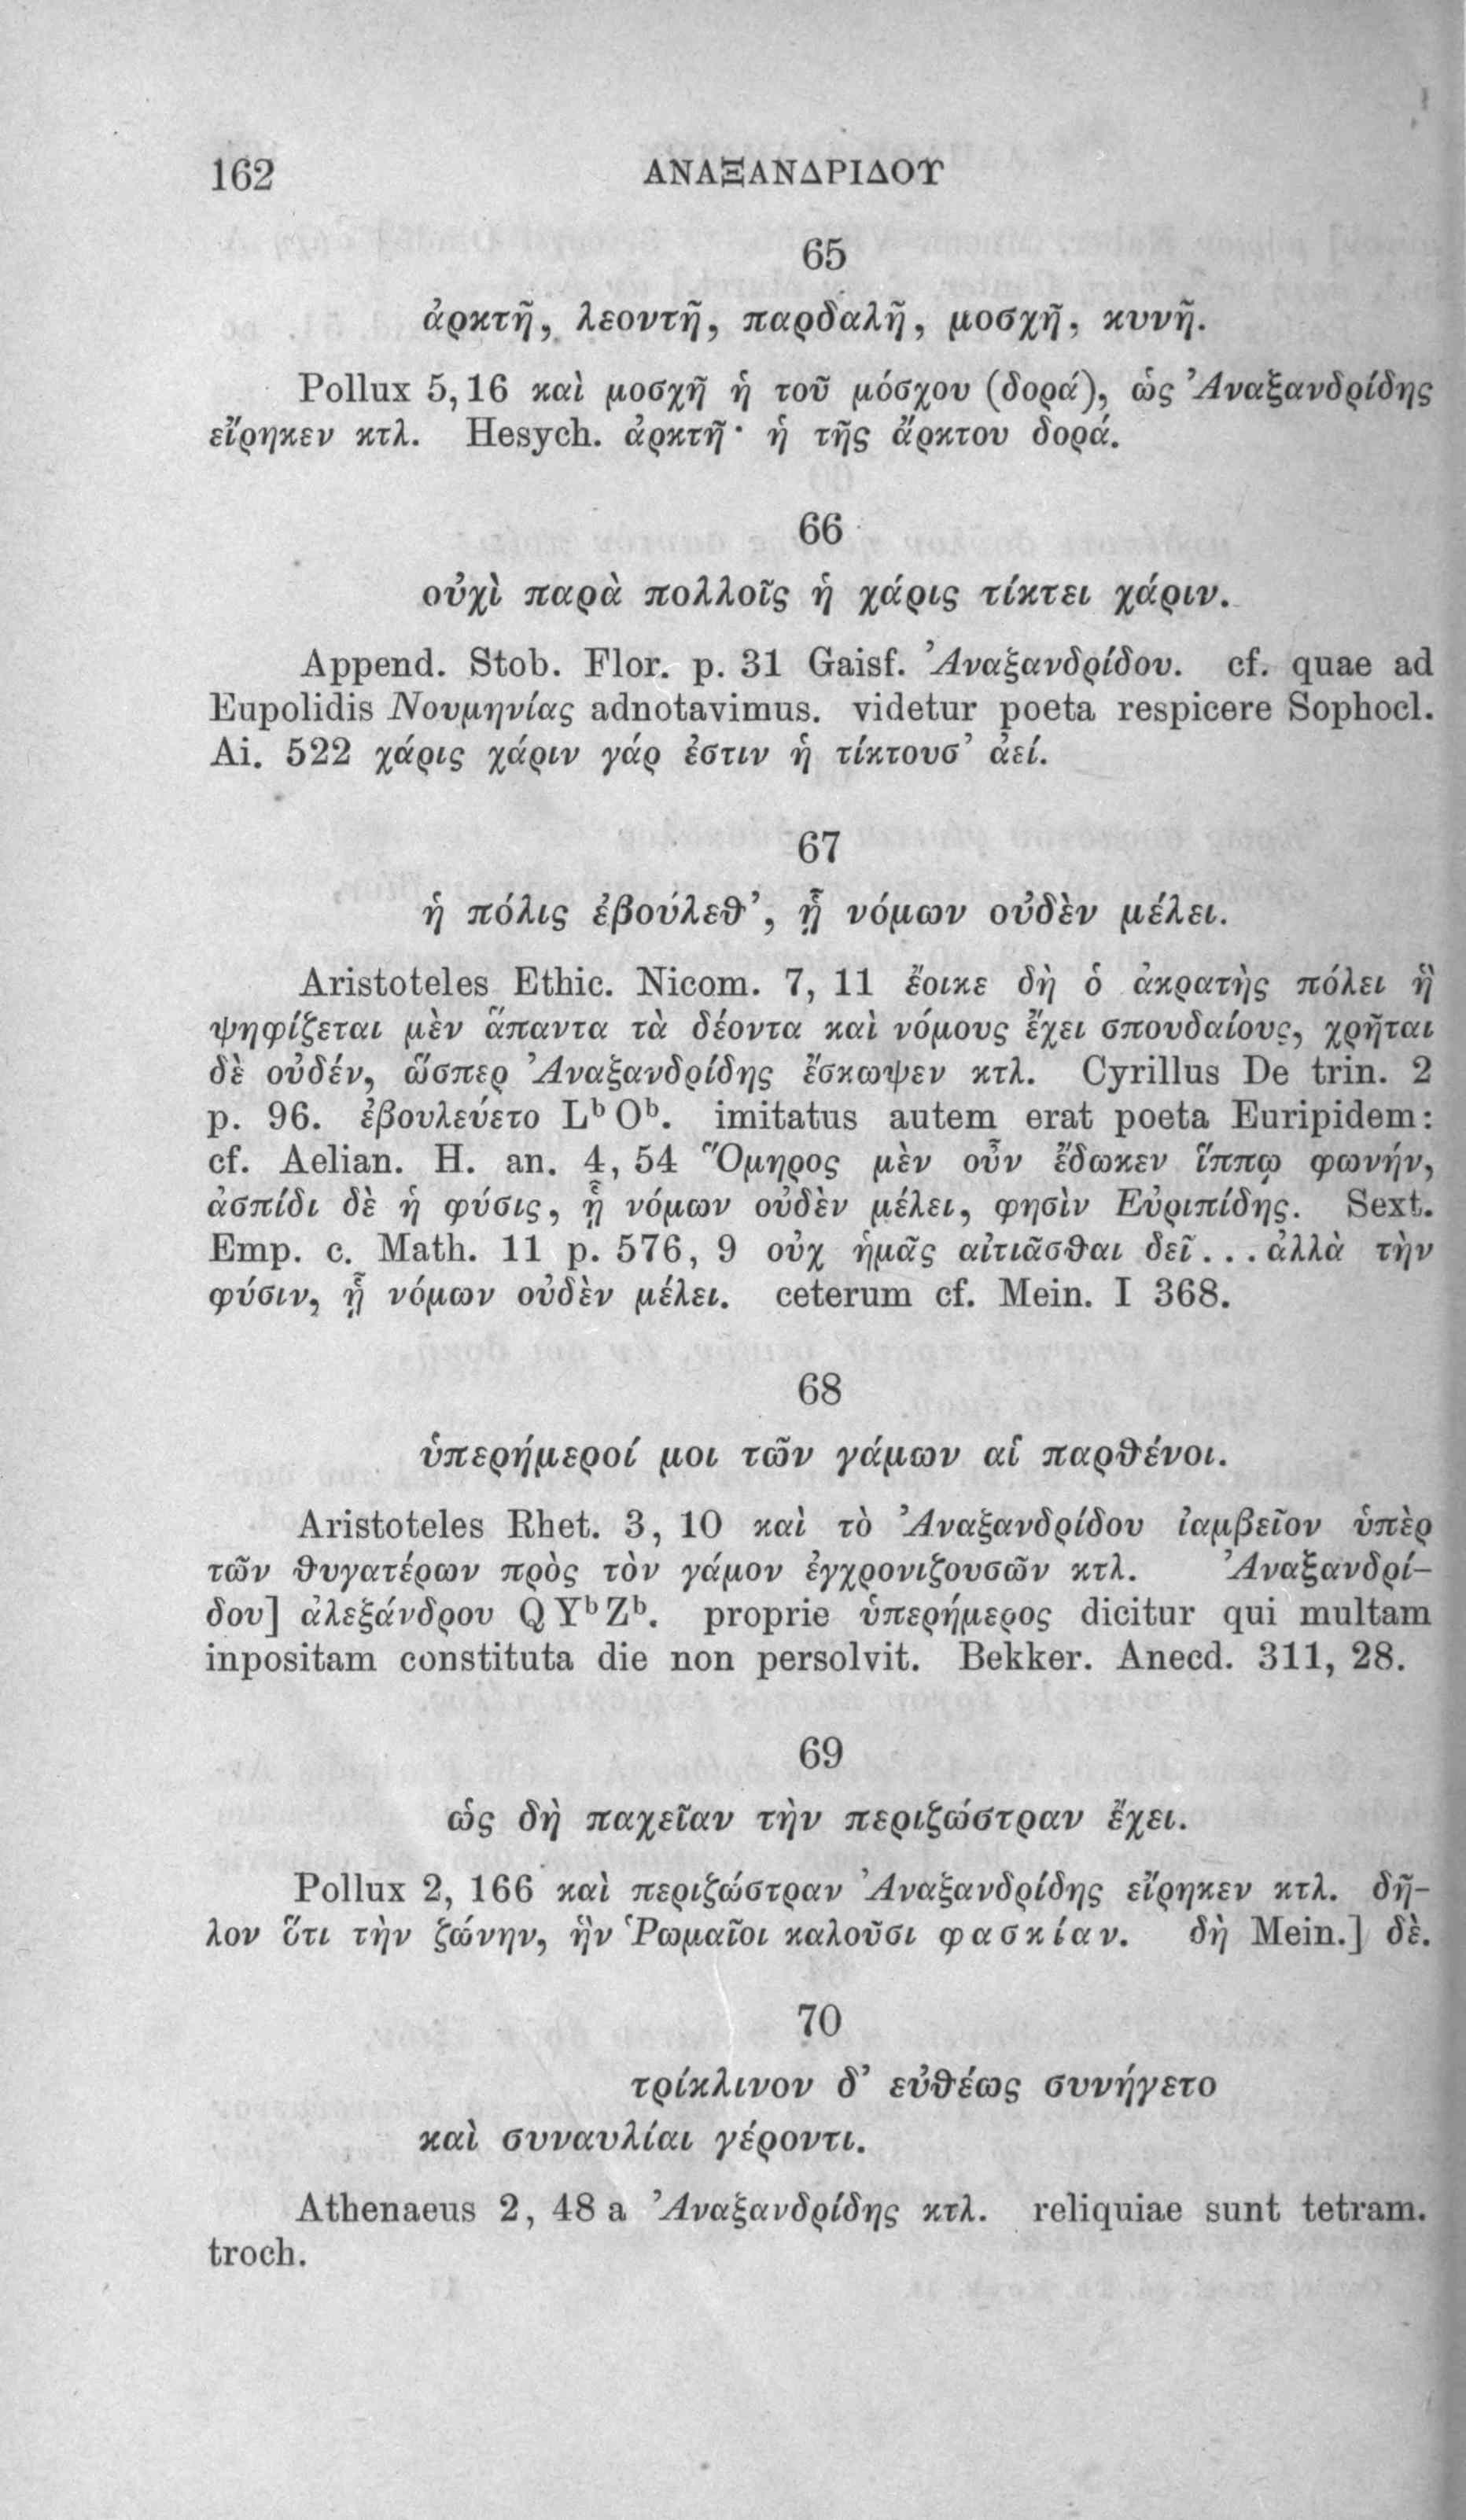 162 ΑΝΑΞΑΝΔΡΙΔΟΥ
65
ἀρκτῆ, λεοντῆ, παρδαλῆ, μοσχῆ, κυνῆ.
Pollux 5,16 καὶ μοσχῆ ἡ τοῦ μόσχου (δορά), ὡς Ἀναξανδρίδης
εἴρηκεν κτλ. Hesych. ἀρκτῆ· ἡ τῆς ἄρκτου δορά.
66
οὐχὶ παρὰ πολλοῖς ἡ χάρις τίκτει χάριν.
Append. Stob. Flor. p. 31 Gaisf. Ἀναξανδρίδου. cf. quae ad
Eupolidis Νουμηνίας adnotavimus. videtur poeta respicere Sophocl.
Ai. 522 χάρις χάριν γάρ ἐστιν ἡ τίκτουσ’ ἀεί.
67
ἡ πόλις ἐβούλεθ’, ᾗ νόμων οὐδὲν μέλει.
Aristoteles Ethic. Nicom. 7, 11 ἔοικε δὴ ὁ ἀκρατὴς πόλει ἣ
ψηφίζεται μὲν ἅπαντα τὰ δέοντα καὶ νόμους ἔχει σπουδαίους, χρῆται
δὲ οὐδέν, ὥσπερ Ἀναξανδρίδης ἔσκωψεν κτλ. Cyrillus De trin. 2
p. 96. ἐβουλεύετο Lᵇ Oᵇ. imitatus autem erat poeta Euripidem:
cf. Aelian. H. an. 4, 54 Ὅμηρος μὲν οὖν ἔδωκεν ἵππῳ φωνήν,
ἀσπίδι δὲ ἡ φύσις, ᾗ νόμων οὐδὲν μέλει, φησὶν Εὐριπίδης. Sext.
Emp. c. Math. 11 p. 576, 9 οὐχ ἡμᾶς αἰτιᾶσθαι δεῖ... ἀλλὰ τὴν
φύσιν, ᾗ νόμων οὐδὲν μέλει. ceterum cf. Mein. I 368.
68
ὑπερήμεροί μοι τῶν γάμων αἱ παρθένοι.
Aristoteles Rhet. 3, 10 καὶ τὸ Ἀναξανδρίδου ἰαμβεῖον ὑπὲρ
τῶν θυγατέρων πρὸς τὸν γάμον ἐγχρονιζουσῶν κτλ. Ἀναξανδρί-
δου] ἀλεξάνδρου Q Yᵇ Zᵇ. proprie ὑπερήμερος dicitur qui multam
inpositam constituta die non persolvit. Bekker. Anecd. 311, 28.
69
ὡς δὴ παχεῖαν τὴν περιζώστραν ἔχει.
Pollux 2, 166 καὶ περιζώστραν Ἀναξανδρίδης εἴρηκεν κτλ. δῆ-
λον ὅτι τὴν ζώνην, ἣν Ῥωμαῖοι καλοῦσι φασκίαν. δὴ Mein.] δὲ.
70
τρίκλινον δ’ εὐθέως συνήγετο
καὶ συναυλίαι γέροντι.
Athenaeus 2, 48 a Ἀναξανδρίδης κτλ. reliquiae sunt tetram.
troch.